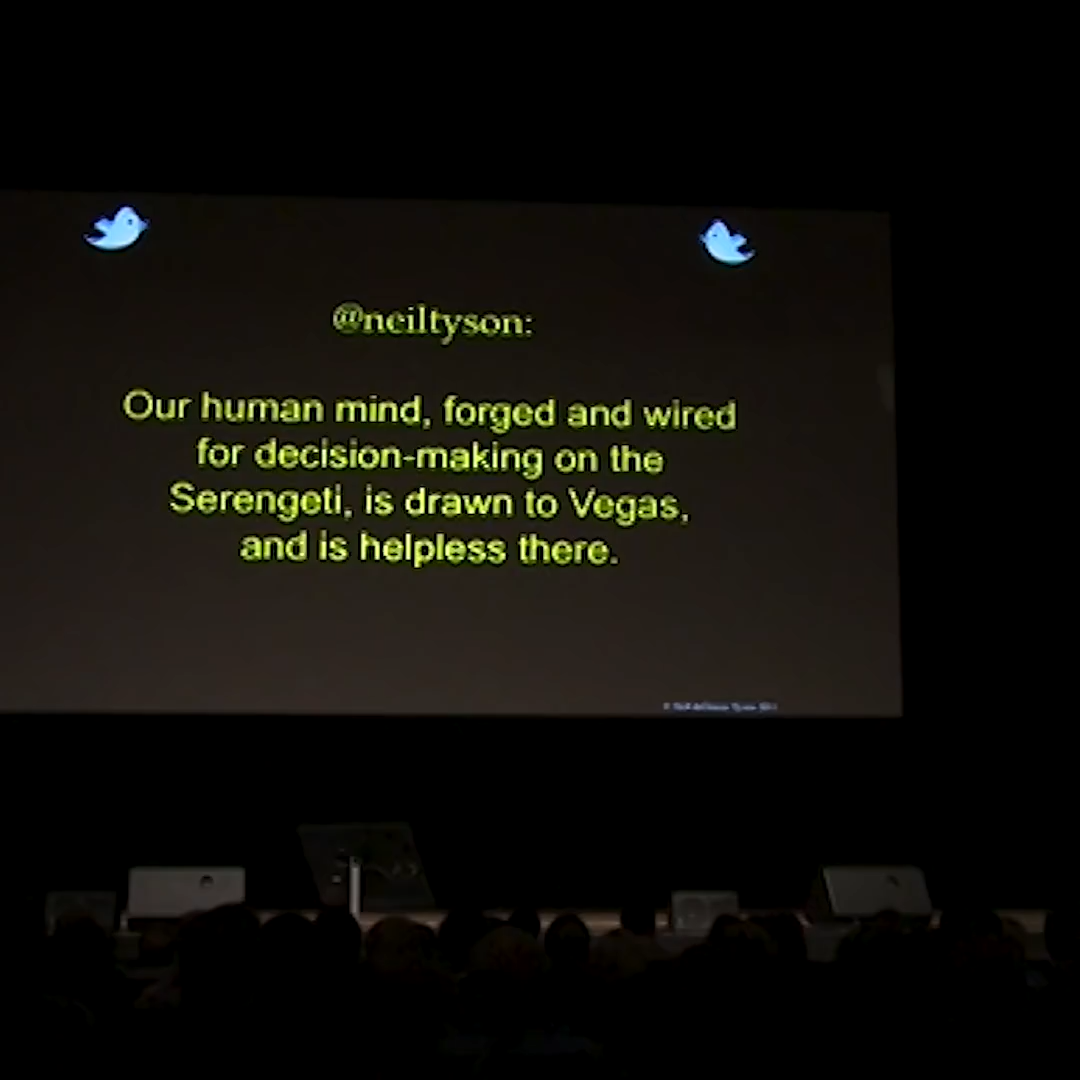 @neiltyson:
Our human mind, forged and wired
for decision-making on the
Serengeti, is drawn to Vegas,
and is helpless there.